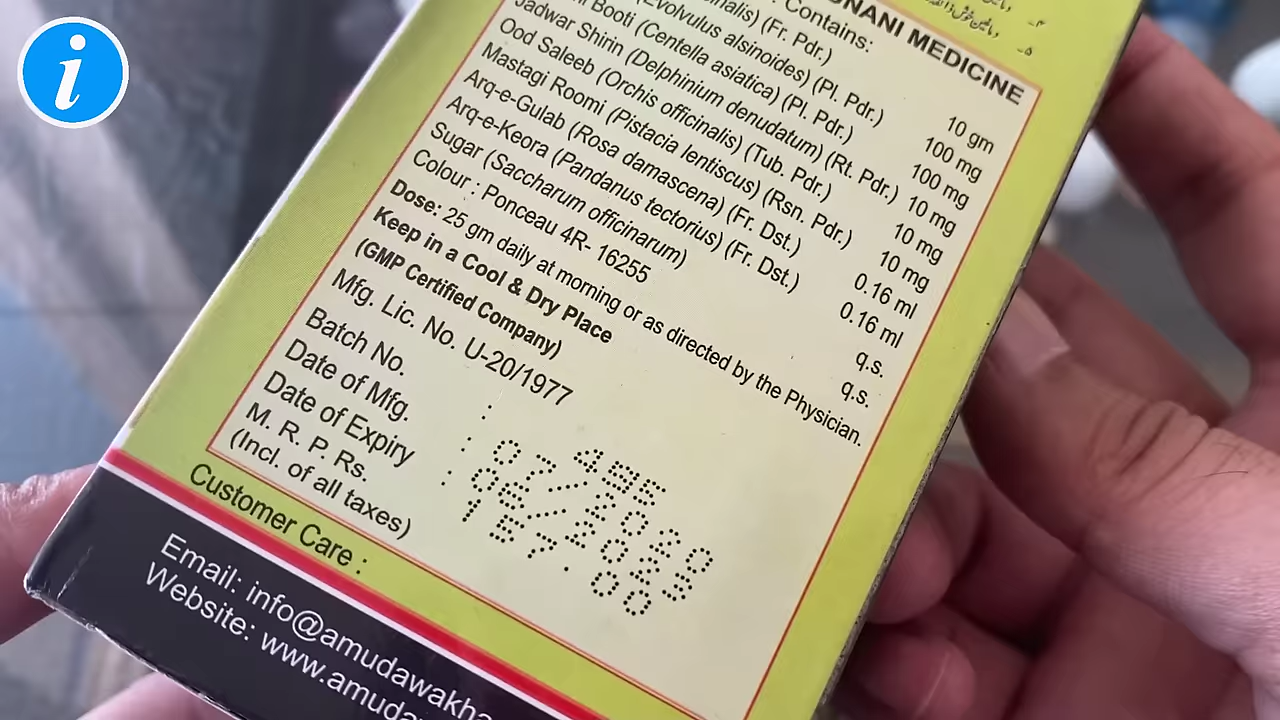 UNANI MEDICINE
Contains:
(Fr. Pdr.) 10 gm
(Evolvulus alsinoides) (Pl. Pdr.) 100 mg
Booti (Centella asiatica) (Pl. Pdr.) 100 mg
Jadwar Shirin (Delphinium denudatum) (Rt. Pdr.) 10 mg
Ood Saleeb (Orchis officinalis) (Tub. Pdr.) 10 mg
Mastagi Roomi (Pistacia lentiscus) (Rsn. Pdr.) 10 mg
Arq-e-Gulab (Rosa damascena) (Fr. Dst.) 0.16 ml
Arq-e-Keora (Pandanus tectorius) (Fr. Dst.) 0.16 ml
Sugar (Saccharum officinarum) q.s.
Colour : Ponceau 4R- 16255 q.s.
Dose: 25 gm daily at morning or as directed by the Physician.
Keep in a Cool & Dry Place
(GMP Certified Company)
Mfg. Lic. No. U-20/1977
Batch No. :
Date of Mfg. : 07/2020
Date of Expiry : 06/2023
M. R. P. Rs. 157.00
(Incl. of all taxes)
Customer Care :
Email: info@amudawakha
Website: www.amuda
i